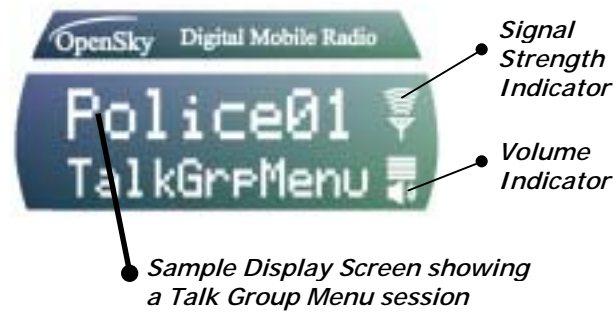 OpenSky Digital Mobile Radio
Signal
Strength
Indicator
Police01
TalkGrpMenu
Volume
Indicator
Sample Display Screen showing
a Talk Group Menu session